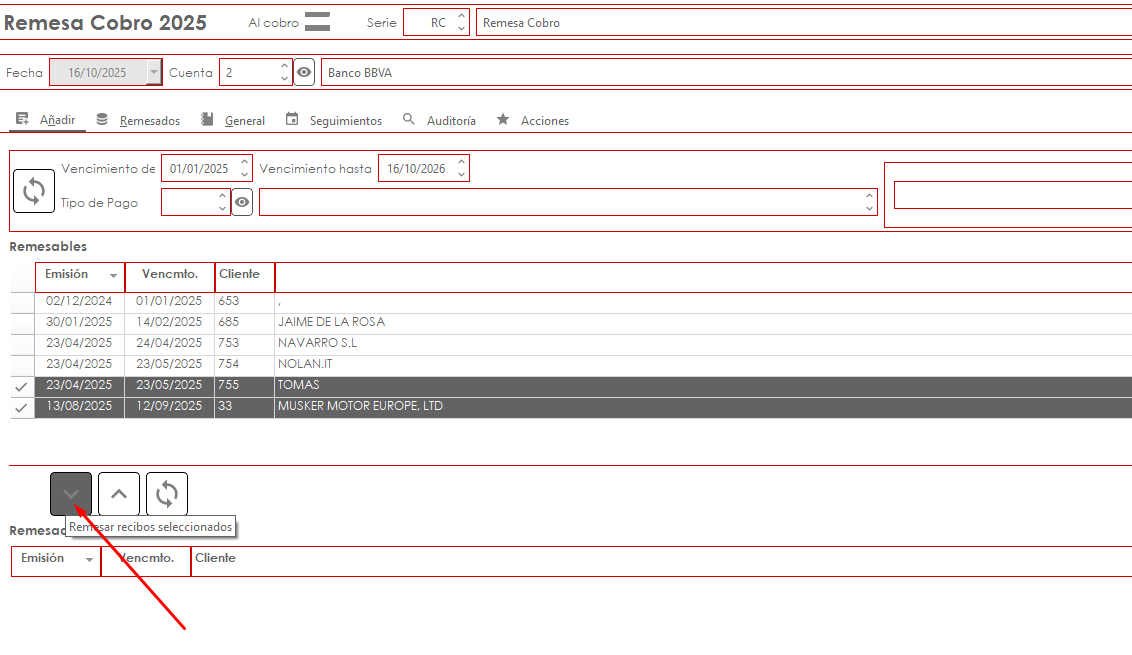 Remesa Cobro 2025 Al cobro Serie RC Remesa Cobro
Fecha 16/10/2025 Cuenta 2 Banco BBVA
Añadir Remesados General Seguimientos Auditoría Acciones
Vencimiento de 01/01/2025 Vencimiento hasta 16/10/2026
Tipo de Pago
Remesables
Emisión Vencmto. Cliente
02/12/2024 01/01/2025 653 ,
30/01/2025 14/02/2025 685 JAIME DE LA ROSA
23/04/2025 24/04/2025 753 NAVARRO S.L
23/04/2025 23/05/2025 754 NOLAN.IT
23/04/2025 23/05/2025 755 TOMAS
13/08/2025 12/09/2025 33 MUSKER MOTOR EUROPE, LTD
Remesar recibos seleccionados
Remesad
Emisión Vencmto. Cliente